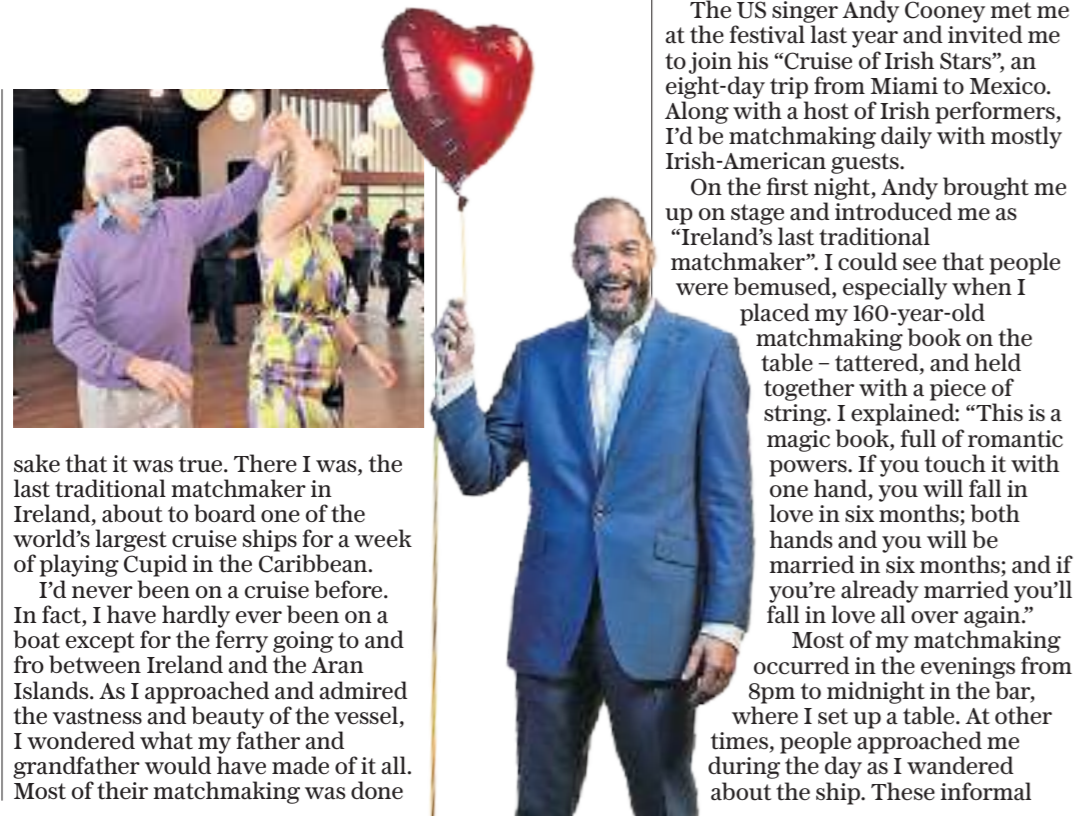 sake that it was true. There I was, the
last traditional matchmaker in
Ireland, about to board one of the
world's largest cruise ships for a week
of playing Cupid in the Caribbean.
I'd never been on a cruise before.
In fact, I have hardly ever been on a
boat except for the ferry going to and
fro between Ireland and the Aran
Islands. As I approached and admired
the vastness and beauty of the vessel,
I wondered what my father and
grandfather would have made of it all.
Most of their matchmaking was done
The US singer Andy Cooney met me
at the festival last year and invited me
to join his “Cruise of Irish Stars”, an
eight-day trip from Miami to Mexico.
Along with a host of Irish performers,
I'd be matchmaking daily with mostly
Irish-American guests.
On the first night, Andy brought me
up on stage and introduced me as
“Ireland's last traditional
matchmaker”. I could see that people
were bemused, especially when I
placed my 160-year-old
matchmaking book on the
table – tattered, and held
together with a piece of
string. I explained: “This is a
magic book, full of romantic
powers. If you touch it with
one hand, you will fall in
love in six months; both
hands and you will be
married in six months; and if
you're already married you'll
fall in love all over again.”
Most of my matchmaking
occurred in the evenings from
8pm to midnight in the bar,
where I set up a table. At other
times, people approached me
during the day as I wandered
about the ship. These informal